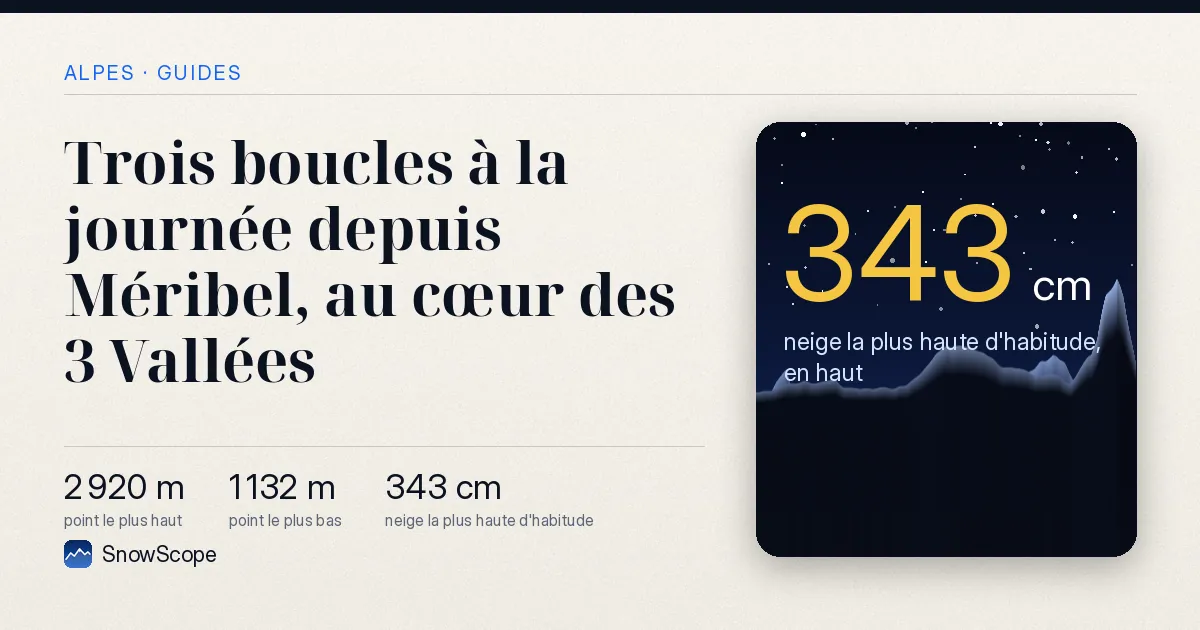 ALPES · GUIDES
Trois boucles à la
journée depuis
Méribel, au cœur des
3 Vallées
343 cm
neige la plus haute d'habitude,
en haut
2 920 m 1 132 m 343 cm
point le plus haut point le plus bas neige la plus haute d'habitude
SnowScope